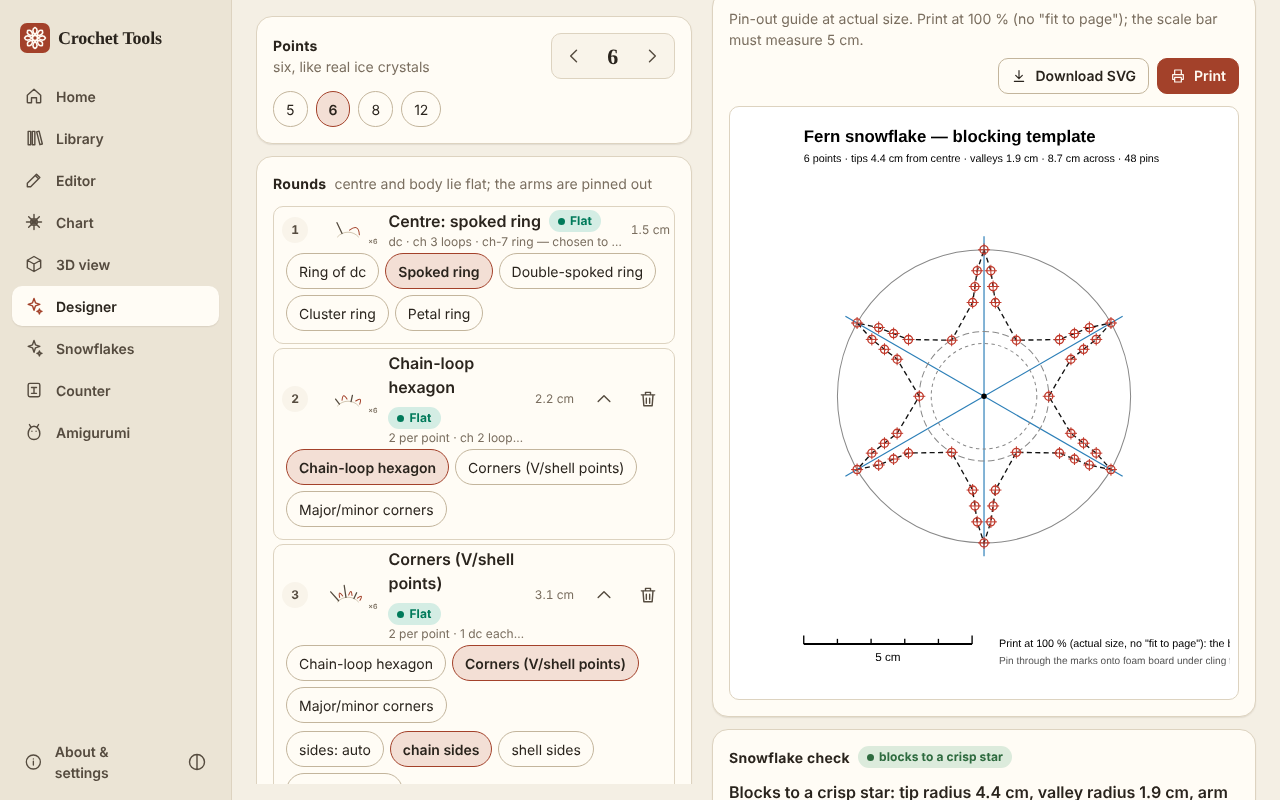 Crochet Tools
Home
Library
Editor
Chart
3D view
Designer
Snowflakes
Counter
Amigurumi
About &
settings
Points
six, like real ice crystals
6
5
6
8
12
Rounds centre and body lie flat; the arms are pinned out
1
×6
Centre: spoked ring
Flat
dc · ch 3 loops · ch-7 ring — chosen to ...
1.5 cm
Ring of dc
Spoked ring
Double-spoked ring
Cluster ring
Petal ring
2
×6
Chain-loop
hexagon
Flat
2 per point · ch 2 loop...
2.2 cm
Chain-loop hexagon
Corners (V/shell points)
Major/minor corners
3
×6
Corners (V/shell
points)
Flat
2 per point · 1 dc each...
3.1 cm
Chain-loop hexagon
Corners (V/shell points)
Major/minor corners
sides: auto
chain sides
shell sides
Pin-out guide at actual size. Print at 100 % (no "fit to page"); the scale bar
must measure 5 cm.
Download SVG
Print
Fern snowflake — blocking template
6 points · tips 4.4 cm from centre · valleys 1.9 cm · 8.7 cm across · 48 pins
5 cm
Print at 100 % (actual size, no "fit to page"): the
Pin through the marks onto foam board under cling
Snowflake check
blocks to a crisp star
Blocks to a crisp star: tip radius 4.4 cm, valley radius 1.9 cm, arm